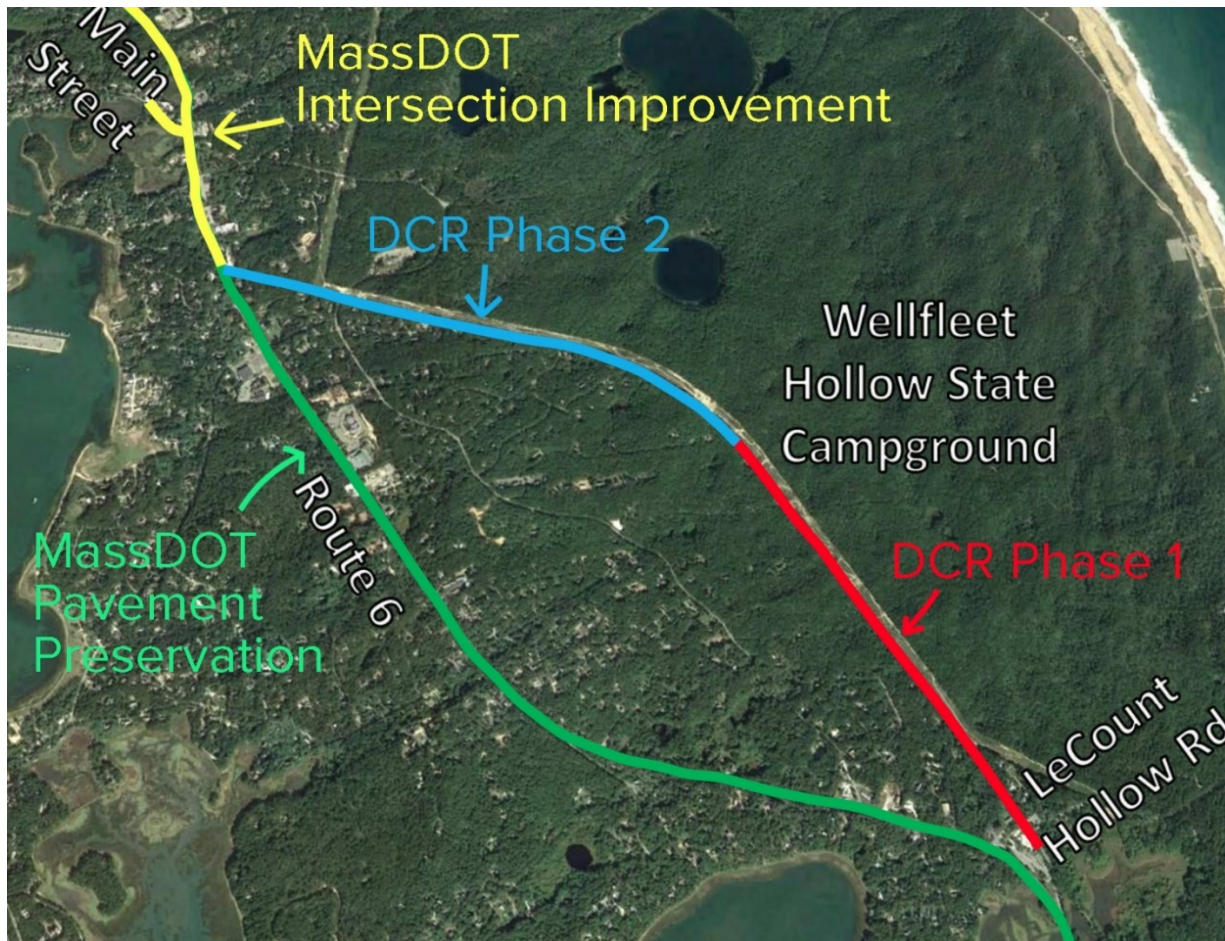 Main
Street
MassDOT
Intersection Improvement
DCR Phase 2
Wellfleet
Hollow State
Campground
Route 6
MassDOT
Pavement
Preservation
DCR Phase 1
LeCount
Hollow Rd